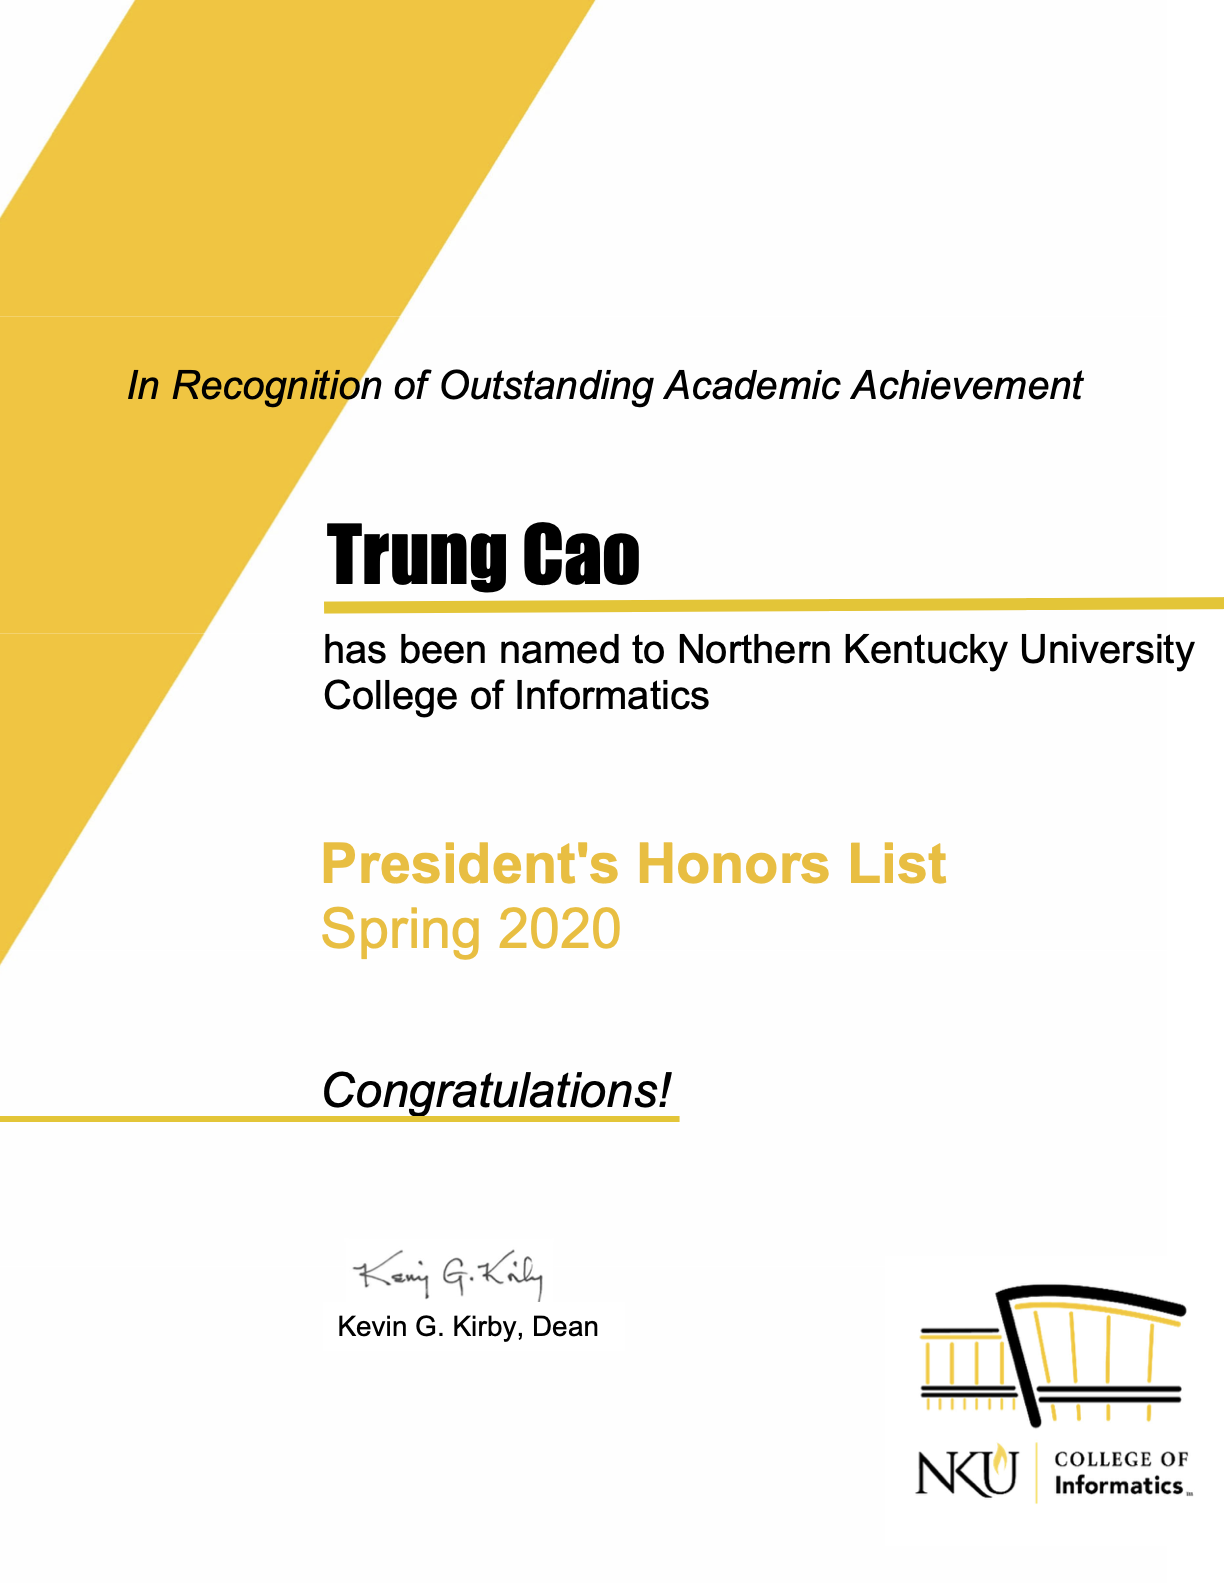 In Recognition of Outstanding Academic Achievement
Trung Cao
has been named to Northern Kentucky University
College of Informatics
President's Honors List
Spring 2020
Congratulations!
Kevin G. Kirby
Kevin G. Kirby, Dean
NKU
COLLEGE OF
Informatics